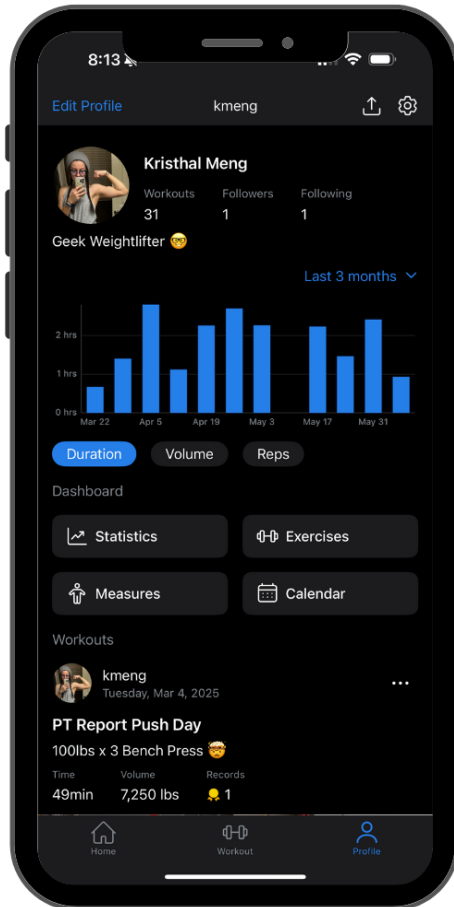 8:13
Edit Profile kmeng
Kristhal Meng
Workouts Followers Following
31 1 1
Geek Weightlifter 🤓
Last 3 months
2 hrs
1 hrs
0 hrs
Mar 22 Apr 5 Apr 19 May 3 May 17 May 31
Duration Volume Reps
Dashboard
Statistics Exercises
Measures Calendar
Workouts
kmeng
Tuesday, Mar 4, 2025
PT Report Push Day
100lbs x 3 Bench Press 🤯
Time Volume Records
49min 7,250 lbs 1
Home Workout Profile